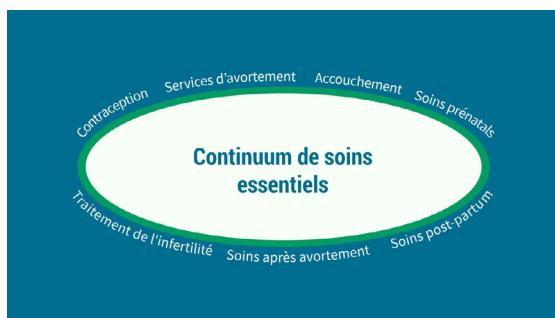 Contraception
Services d'avortement
Accouchement
Soins prénatals
Continuum de soins
essentiels
Traitement de l'infertilité
Soins après avortement
Soins post-partum